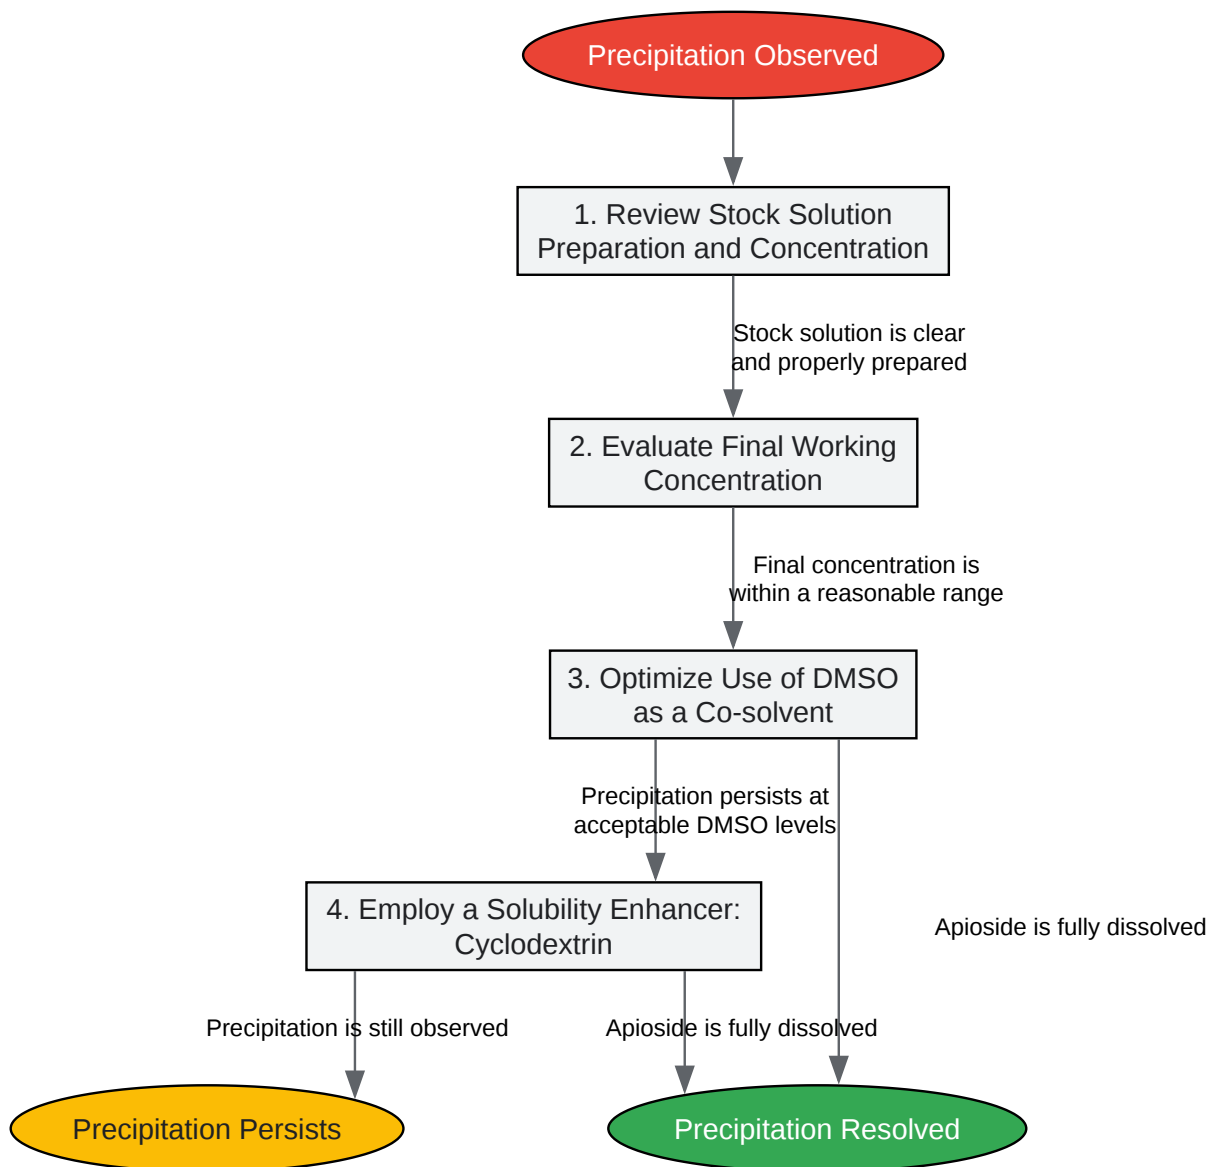 Precipitation Observed
1. Review Stock Solution
Preparation and Concentration
Stock solution is clear
and properly prepared
2. Evaluate Final Working
Concentration
Final concentration is
within a reasonable range
3. Optimize Use of DMSO
as a Co-solvent
Precipitation persists at
acceptable DMSO levels
4. Employ a Solubility Enhancer:
Cyclodextrin
Apioside is fully dissolved
Precipitation is still observed
Apioside is fully dissolved
Precipitation Persists
Precipitation Resolved